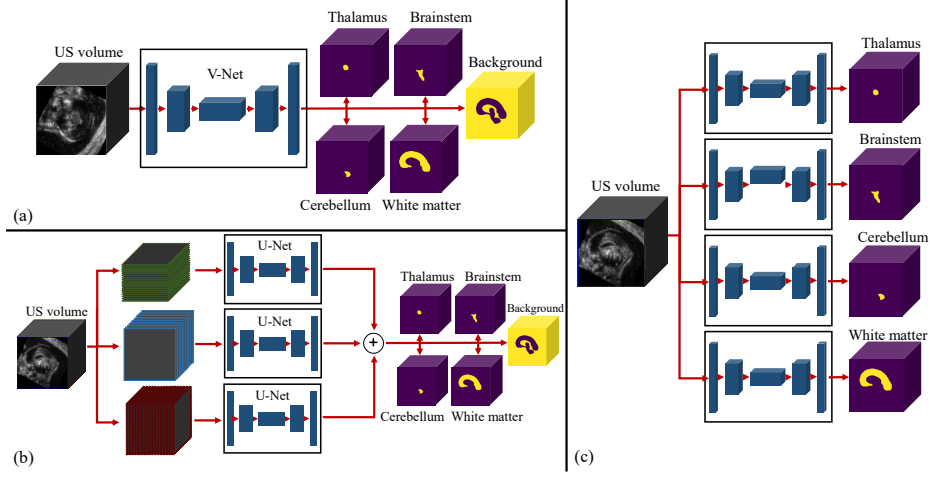 Thalamus Brainstem
US volume
V-Net
Background
Cerebellum White matter
(a)
U-Net
US volume
U-Net
U-Net
Thalamus Brainstem
Background
Cerebellum White matter
(b)
US volume
Thalamus
Brainstem
Cerebellum
White matter
(c)